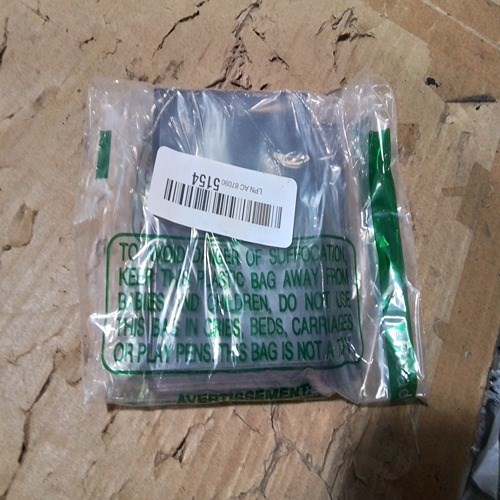 LPN AC 87090
5154
TO AVOID DANGER OF SUFFOCATION,
KEEP THIS PLASTIC BAG AWAY FROM
BABIES AND CHILDREN, DO NOT USE
THIS BAG IN CRIBS, BEDS, CARRIAGES
OR PLAY PENS, THIS BAG IS NOT A TOY.
AVERTISSEMENT: